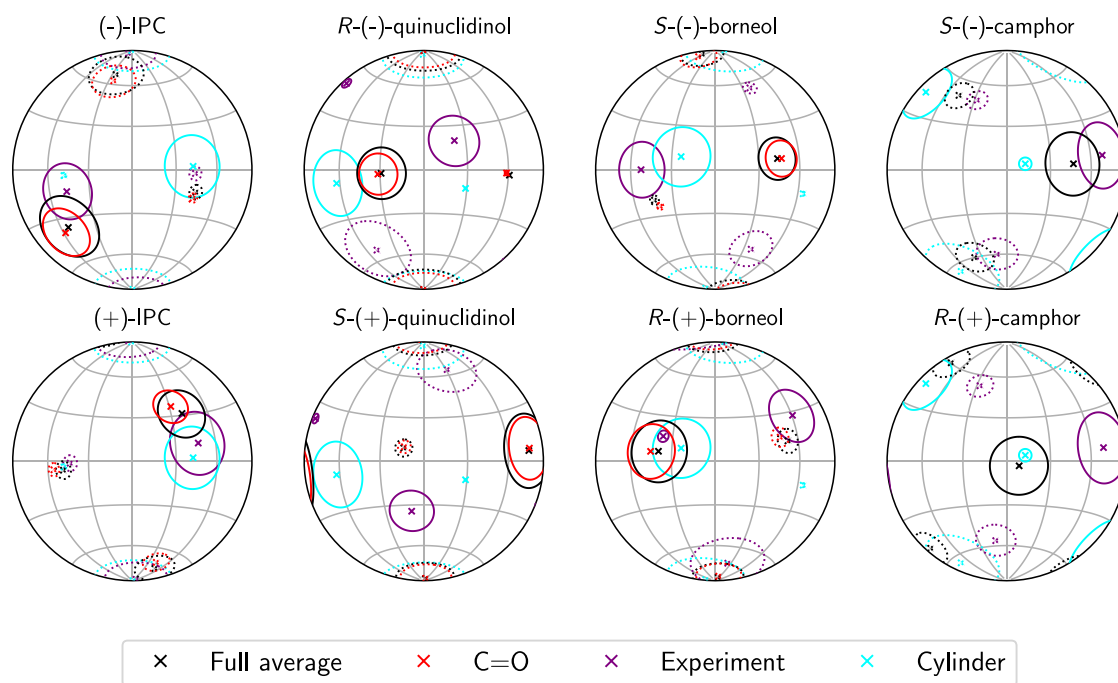 (-)-IPC R-(-)-quinuclidinol S-(-)-borneol S-(-)-camphor
(+)-IPC S-(+)-quinuclidinol R-(+)-borneol R-(+)-camphor
Full average C=O Experiment Cylinder